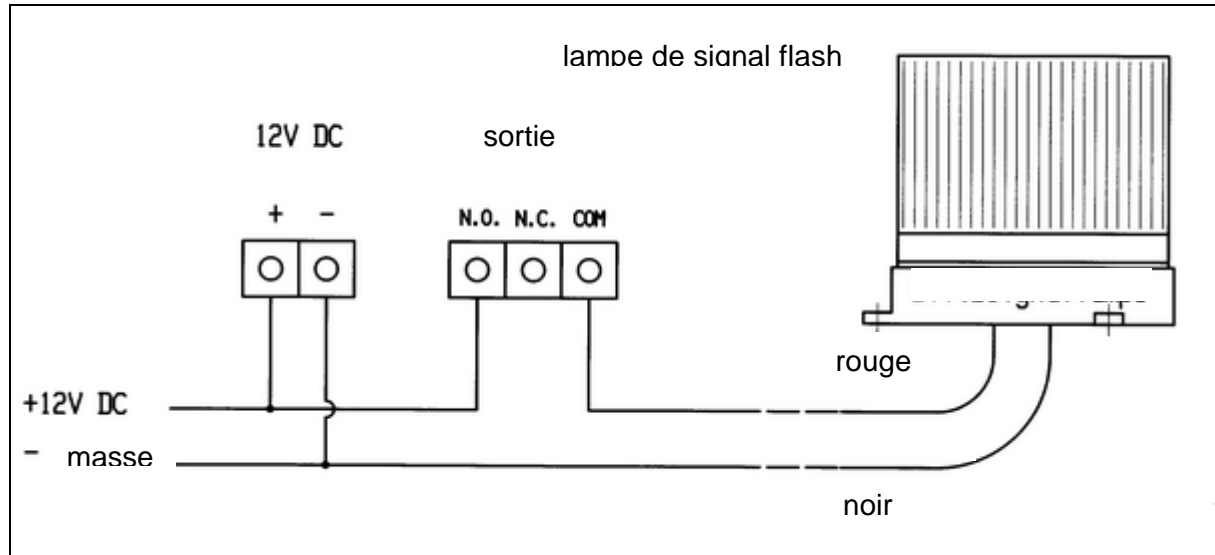 lampe de signal flash
12V DC
sortie
+ -
N.O. N.C. COM
rouge
+12V DC
- masse
noir